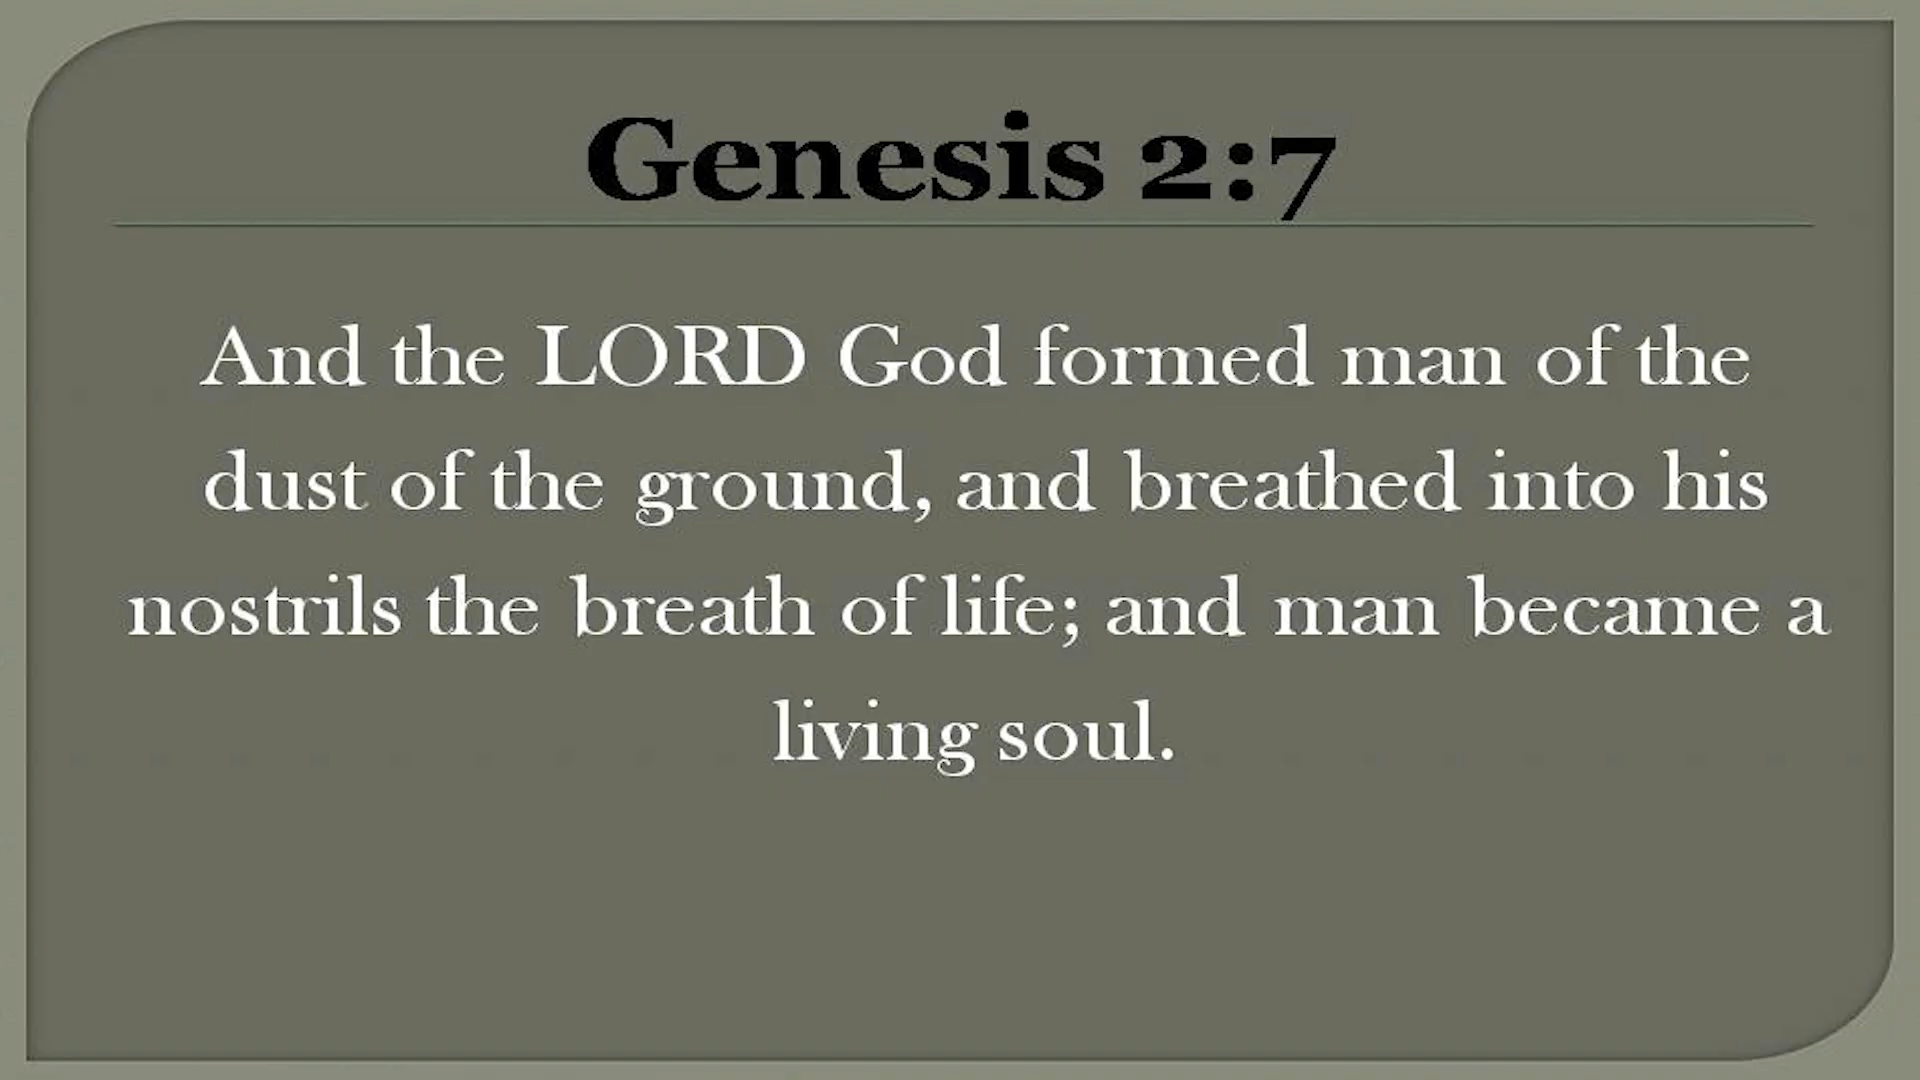 Genesis 2:7
And the LORD God formed man of the
dust of the ground, and breathed into his
nostrils the breath of life; and man became a
living soul.